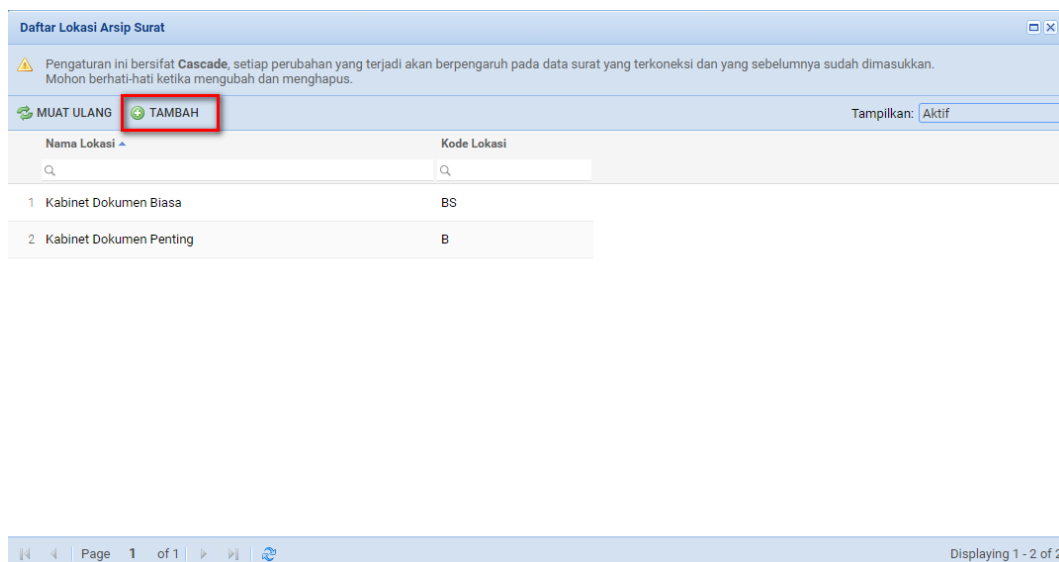 Daftar Lokasi Arsip Surat
Pengaturan ini bersifat Cascade, setiap perubahan yang terjadi akan berpengaruh pada data surat yang terkoneksi dan yang sebelumnya sudah dimasukkan.
Mohon berhati-hati ketika mengubah dan menghapus.
MUAT ULANG TAMBAH Tampilkan: Aktif
Nama Lokasi Kode Lokasi
1 Kabinet Dokumen Biasa BS
2 Kabinet Dokumen Penting B
Page 1 of 1 Displaying 1 - 2 of 2